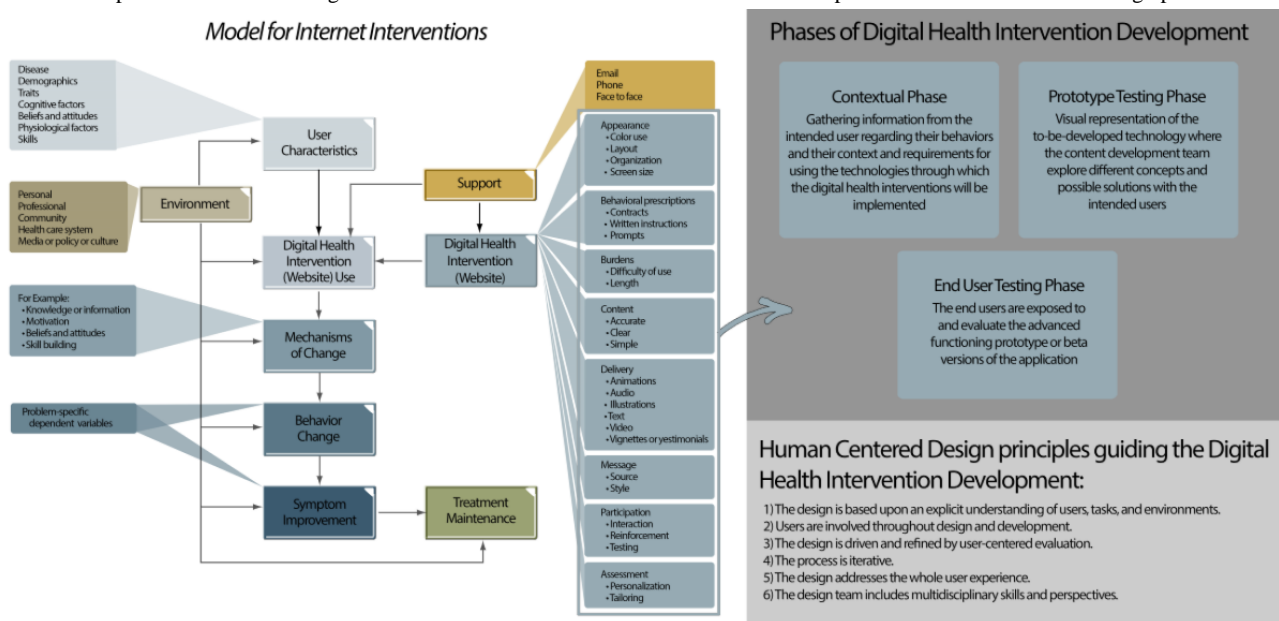 Model for Internet Interventions
Disease
Demographics
Traits
Cognitive factors
Beliefs and attitudes
Physiological factors
Skills
User
Characteristics
Personal
Professional
Community
Health care system
Media or policy or culture
Environment
Support
Email
Phone
Face to face
Digital Health
Intervention
(Website) Use
Digital Health
Intervention
(Website)
For Example:
• Knowledge or information
• Motivation
• Beliefs and attitudes
• Skill building
Mechanisms
of Change
Problem-specific
dependent variables
Behavior
Change
Symptom
Improvement
Treatment
Maintenance
Appearance
• Color use
• Layout
• Organization
• Screen size
Behavioral prescriptions
• Contracts
• Written instructions
• Prompts
Burdens
• Difficulty of use
• Length
Content
• Accurate
• Clear
• Simple
Delivery
• Animations
• Audio
• Illustrations
• Text
• Video
• Vignettes or yestimonials
Message
• Source
• Style
Participation
• Interaction
• Reinforcement
• Testing
Assessment
• Personalization
• Tailoring
Phases of Digital Health Intervention Development
Contextual Phase
Gathering information from the
intended user regarding their behaviors
and their context and requirements for
using the technologies through which
the digital health interventions will be
implemented
Prototype Testing Phase
Visual representation of the
to-be-developed technology where
the content development team
explore different concepts and
possible solutions with the
intended users
End User Testing Phase
The end users are exposed to
and evaluate the advanced
functioning prototype or beta
versions of the application
Human Centered Design principles guiding the Digital
Health Intervention Development:
1) The design is based upon an explicit understanding of users, tasks, and environments.
2) Users are involved throughout design and development.
3) The design is driven and refined by user-centered evaluation.
4) The process is iterative.
5) The design addresses the whole user experience.
6) The design team includes multidisciplinary skills and perspectives.